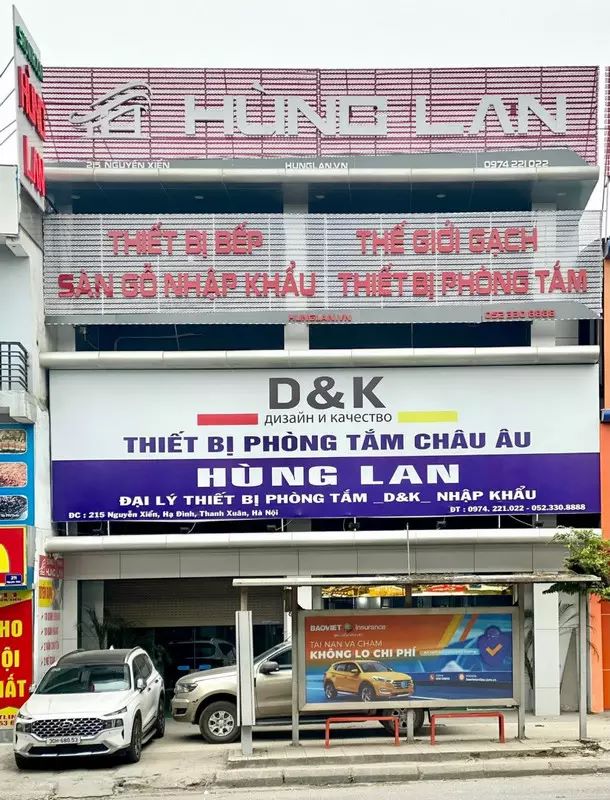 HÙNG LAN
HÙNG LAN
215 NGUYỄN XIỂN HUNGLAN.VN 0974 221 022
THIẾT BỊ BẾP
SÀN GỖ NHẬP KHẨU
THẾ GIỚI GẠCH
THIẾT BỊ PHÒNG TẮM
HUNGLAN.VN 052 330 8888
D&K
дизайн и качество
THIẾT BỊ PHÒNG TẮM CHÂU ÂU
HÙNG LAN
ĐẠI LÝ THIẾT BỊ PHÒNG TẮM _D&K_ NHẬP KHẨU
ĐC : 215 Nguyễn Xiển, Hạ Đình, Thanh Xuân, Hà Nội
ĐT : 0974. 221.022 - 052.330.8888
BAOVIET Insurance
TAI NẠN VA CHẠM
KHÔNG LO CHI PHÍ